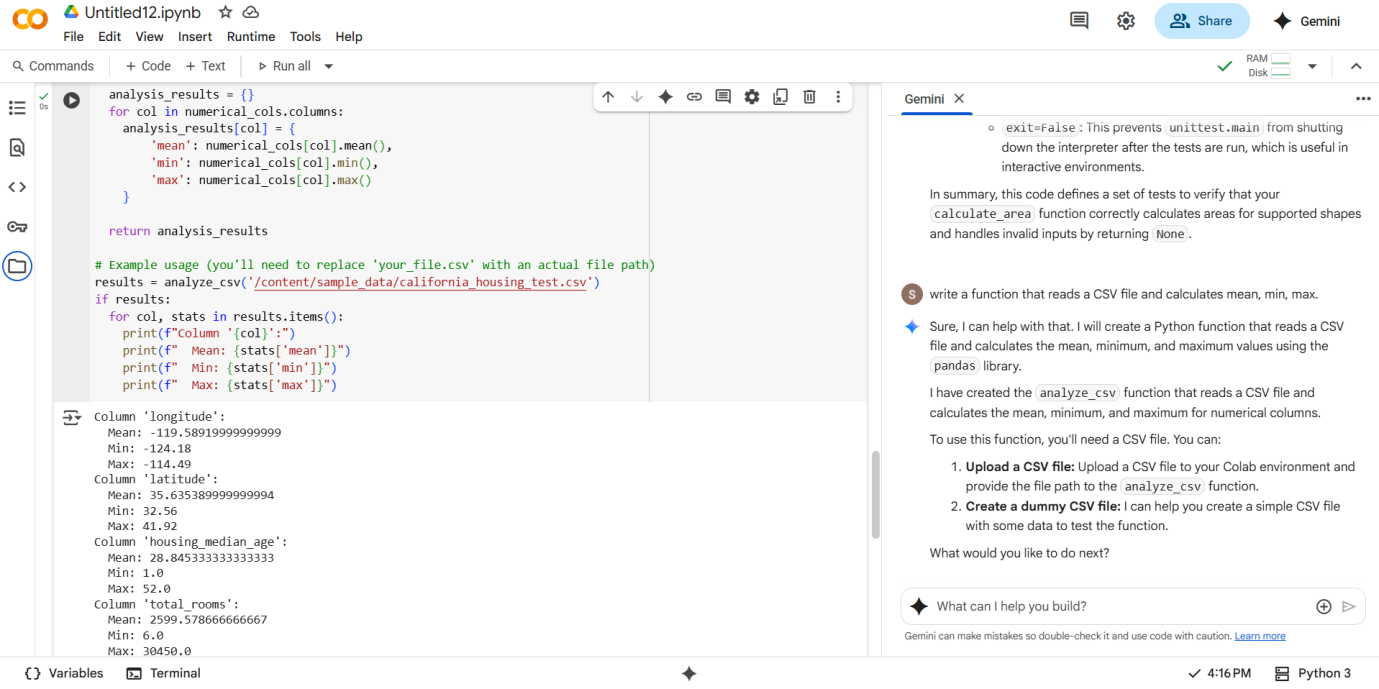 Untitled12.ipynb
File Edit View Insert Runtime Tools Help
Share
Gemini
Commands + Code + Text Run all
RAM
Disk
0s
analysis_results = {}
for col in numerical_cols.columns:
analysis_results[col] = {
'mean': numerical_cols[col].mean(),
'min': numerical_cols[col].min(),
'max': numerical_cols[col].max()
}
return analysis_results
# Example usage (you'll need to replace 'your_file.csv' with an actual file path)
results = analyze_csv('/content/sample_data/california_housing_test.csv')
if results:
for col, stats in results.items():
print(f"Column '{col}':")
print(f"  Mean: {stats['mean']}")
print(f"  Min: {stats['min']}")
print(f"  Max: {stats['max']}")
Column 'longitude':
Mean: -119.58919999999999
Min: -124.18
Max: -114.49
Column 'latitude':
Mean: 35.635389999999994
Min: 32.56
Max: 41.92
Column 'housing_median_age':
Mean: 28.845333333333333
Min: 1.0
Max: 52.0
Column 'total_rooms':
Mean: 2599.578666666667
Min: 6.0
Max: 30450.0
Gemini
exit=False : This prevents unittest.main from shutting
down the interpreter after the tests are run, which is useful in
interactive environments.
In summary, this code defines a set of tests to verify that your
calculate_area function correctly calculates areas for supported shapes
and handles invalid inputs by returning None .
S write a function that reads a CSV file and calculates mean, min, max.
Sure, I can help with that. I will create a Python function that reads a CSV
file and calculates the mean, minimum, and maximum values using the
pandas library.
I have created the analyze_csv function that reads a CSV file and
calculates the mean, minimum, and maximum for numerical columns.
To use this function, you'll need a CSV file. You can:
1. Upload a CSV file: Upload a CSV file to your Colab environment and
provide the file path to the analyze_csv function.
2. Create a dummy CSV file: I can help you create a simple CSV file
with some data to test the function.
What would you like to do next?
What can I help you build?
Gemini can make mistakes so double-check it and use code with caution. Learn more
Variables Terminal
4:16 PM Python 3